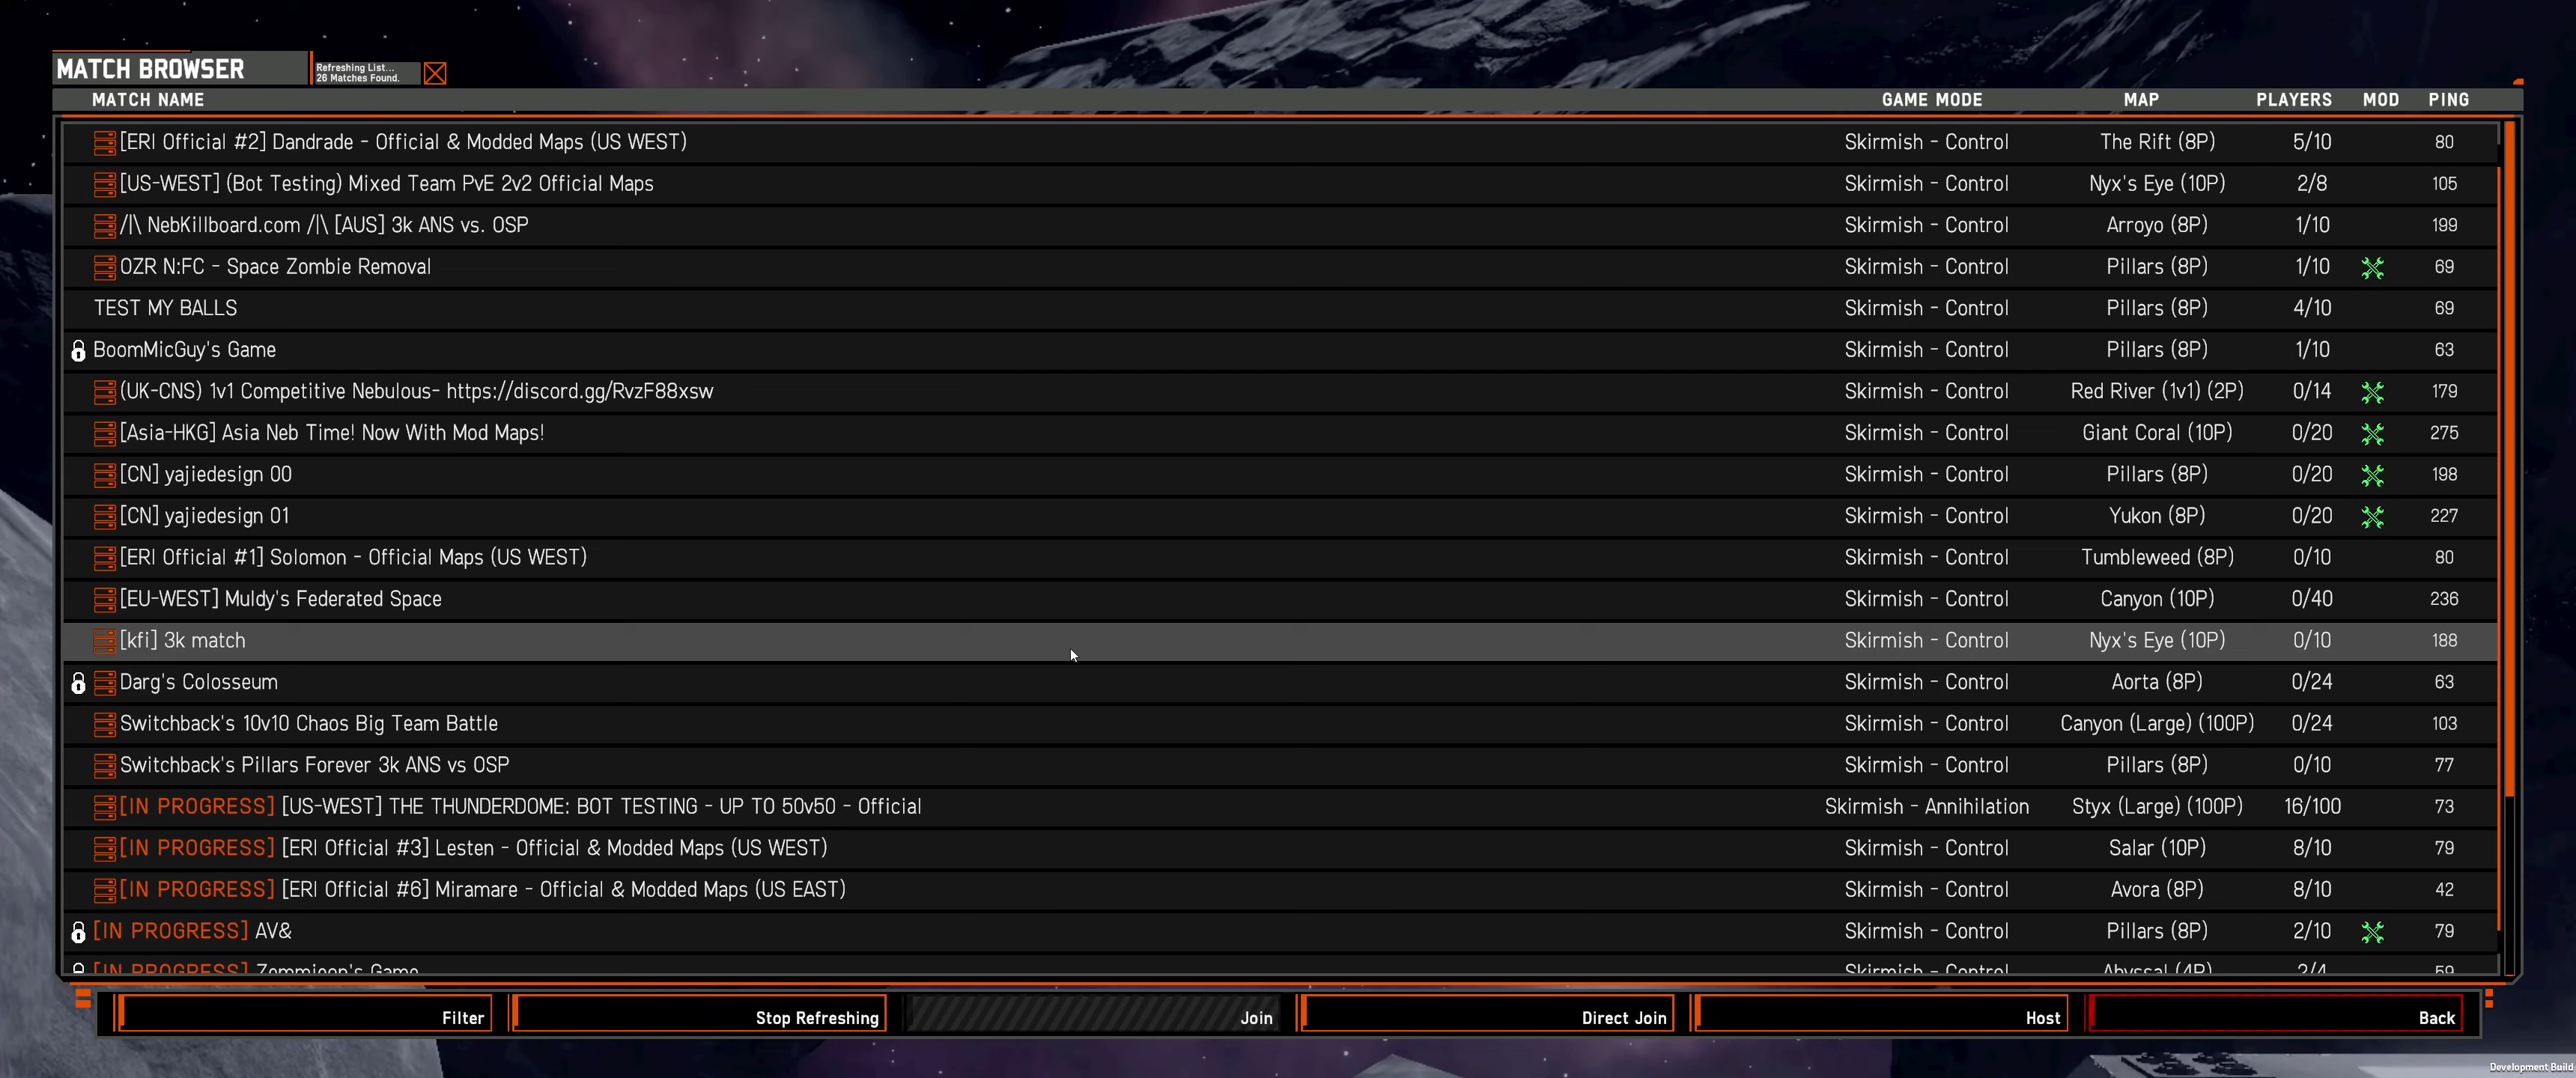 MATCH BROWSER
Refreshing List...
26 Matches Found.
MATCH NAME GAME MODE MAP PLAYERS MOD PING
[ERI Official #2] Dandrade - Official & Modded Maps (US WEST) Skirmish - Control The Rift (8P) 5/10 80
[US-WEST] (Bot Testing) Mixed Team PvE 2v2 Official Maps Skirmish - Control Nyx's Eye (10P) 2/8 105
/|\ NebKillboard.com /|\ [AUS] 3k ANS vs. OSP Skirmish - Control Arroyo (8P) 1/10 199
OZR N:FC - Space Zombie Removal Skirmish - Control Pillars (8P) 1/10 69
TEST MY BALLS Skirmish - Control Pillars (8P) 4/10 69
BoomMicGuy's Game Skirmish - Control Pillars (8P) 1/10 63
(UK-CNS) 1v1 Competitive Nebulous- https://discord.gg/RvzF88xsw Skirmish - Control Red River (1v1) (2P) 0/14 179
[Asia-HKG] Asia Neb Time! Now With Mod Maps! Skirmish - Control Giant Coral (10P) 0/20 275
[CN] yajiedesign 00 Skirmish - Control Pillars (8P) 0/20 198
[CN] yajiedesign 01 Skirmish - Control Yukon (8P) 0/20 227
[ERI Official #1] Solomon - Official Maps (US WEST) Skirmish - Control Tumbleweed (8P) 0/10 80
[EU-WEST] Muldy's Federated Space Skirmish - Control Canyon (10P) 0/40 236
[kfi] 3k match Skirmish - Control Nyx's Eye (10P) 0/10 188
Darg's Colosseum Skirmish - Control Aorta (8P) 0/24 63
Switchback's 10v10 Chaos Big Team Battle Skirmish - Control Canyon (Large) (100P) 0/24 103
Switchback's Pillars Forever 3k ANS vs OSP Skirmish - Control Pillars (8P) 0/10 77
[IN PROGRESS] [US-WEST] THE THUNDERDOME: BOT TESTING - UP TO 50v50 - Official Skirmish - Annihilation Styx (Large) (100P) 16/100 73
[IN PROGRESS] [ERI Official #3] Lesten - Official & Modded Maps (US WEST) Skirmish - Control Salar (10P) 8/10 79
[IN PROGRESS] [ERI Official #6] Miramare - Official & Modded Maps (US EAST) Skirmish - Control Avora (8P) 8/10 42
[IN PROGRESS] AV& Skirmish - Control Pillars (8P) 2/10 79
[IN PROGRESS] Game Skirmish - Control Abyssal (4P) 2/4 59
Filter Stop Refreshing Join Direct Join Host Back
Development Build